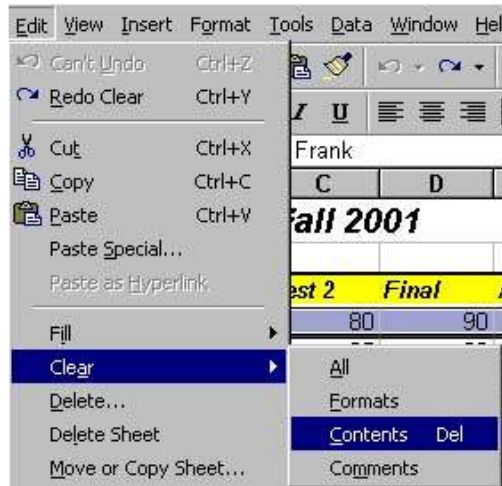 Edit View Insert Format Tools Data Window Hel
Can't Undo Ctrl+Z
Redo Clear Ctrl+Y
I U
Cut Ctrl+X Frank
Copy Ctrl+C C D
Paste Ctrl+V all 2001
Paste Special...
Paste as Hyperlink est 2 Final
Fill 80 90
Clear All
Delete... Formats
Delete Sheet Contents Del
Move or Copy Sheet... Comments